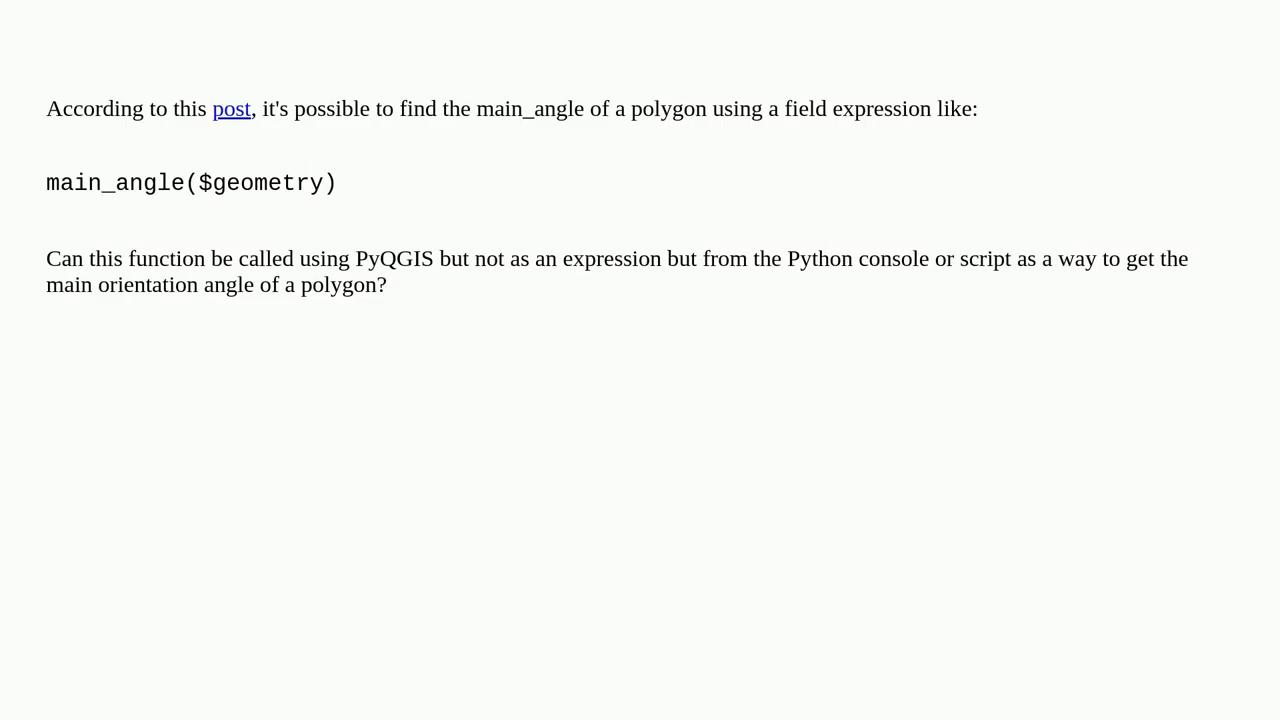 According to this post, it's possible to find the main_angle of a polygon using a field expression like:
main_angle($geometry)
Can this function be called using PyQGIS but not as an expression but from the Python console or script as a way to get the
main orientation angle of a polygon?